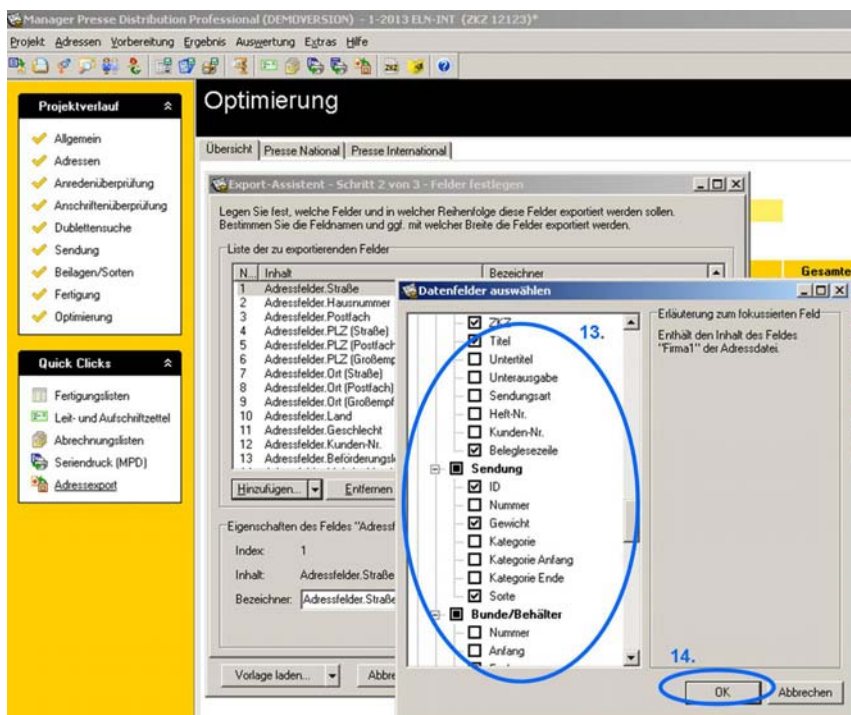 Manager Presse Distribution Professional (DEMOVERSION) - 1-2013 ELN-INT (ZKZ 12123)*
Projekt Adressen Vorbereitung Ergebnis Auswertung Extras Hilfe
Projektverlauf
Allgemein
Adressen
Anredenüberprüfung
Anschriftenüberprüfung
Dublettensuche
Sendung
Beilagen/Sorten
Fertigung
Optimierung
Quick Clicks
Fertigungslisten
Leit- und Aufschriftzettel
Abrechnungslisten
Seriendruck (MPD)
Adressexport
Optimierung
Übersicht Presse National Presse International
Gesamte
Export-Assistent - Schritt 2 von 3 - Felder festlegen
Legen Sie fest, welche Felder und in welcher Reihenfolge diese Felder exportiert werden sollen.
Bestimmen Sie die Feldnamen und ggf. mit welcher Breite die Felder exportiert werden.
Liste der zu exportierenden Felder
N... Inhalt Bezeichner
1 Adressfelder.Straße
2 Adressfelder.Hausnummer
3 Adressfelder.Postfach
4 Adressfelder.PLZ (Straße)
5 Adressfelder.PLZ (Postfach
6 Adressfelder.PLZ (Großemp
7 Adressfelder.Ort (Straße)
8 Adressfelder.Ort (Postfach)
9 Adressfelder.Ort (Großempf
10 Adressfelder.Land
11 Adressfelder.Geschlecht
12 Adressfelder.Kunden-Nr.
13 Adressfelder.Beförderungsk
Hinzufügen... Entfernen
Eigenschaften des Feldes "Adressf
Index: 1
Inhalt: Adressfelder.Straße
Bezeichner: Adressfelder.Straße
Vorlage laden... Abbre
Datenfelder auswählen
ZKZ
13.
Titel
Untertitel
Unterausgabe
Sendungsart
Heft-Nr.
Kunden-Nr.
Beleglesezeile
Sendung
ID
Nummer
Gewicht
Kategorie
Kategorie Anfang
Kategorie Ende
Sorte
Bunde/Behälter
Nummer
Anfang
Erläuterung zum fokussierten Feld
Enthält den Inhalt des Feldes
"Firma1" der Adressdatei.
14.
OK Abbrechen